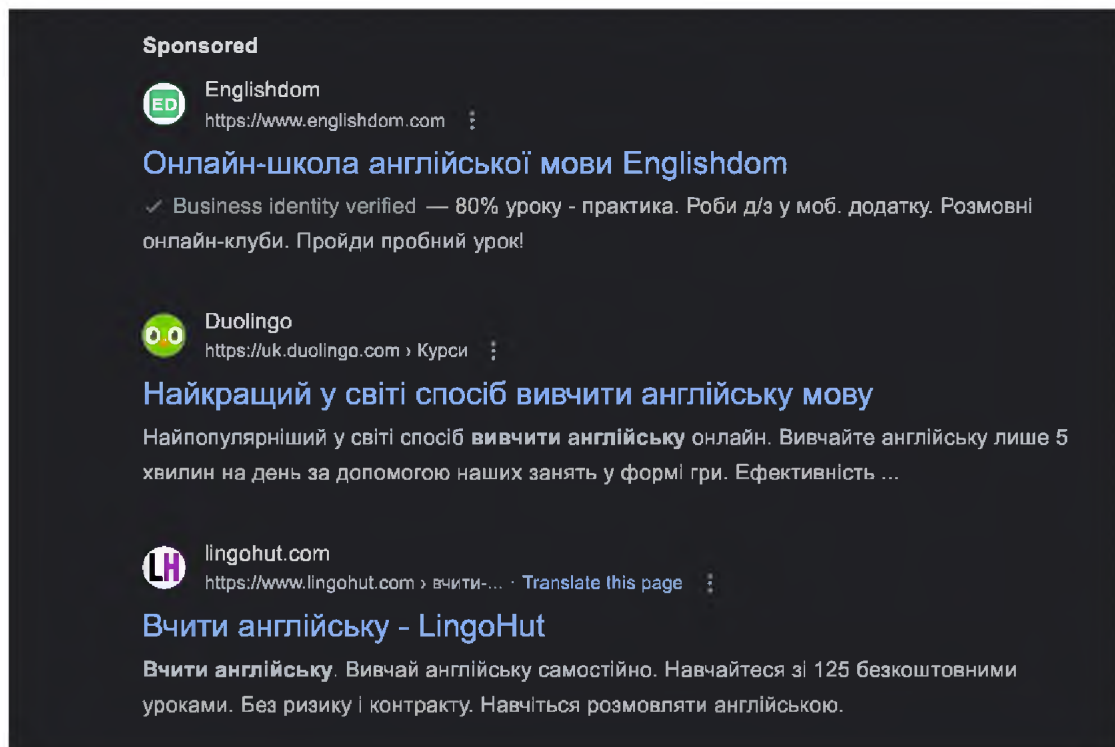 Sponsored
ED
Englishdom
https://www.englishdom.com
Онлайн-школа англійської мови Englishdom
Business identity verified — 80% уроку - практика. Роби д/з у моб. додатку. Розмовні
онлайн-клуби. Пройди пробний урок!
Duolingo
https://uk.duolingo.com › Курси
Найкращий у світі спосіб вивчити англійську мову
Найпопулярніший у світі спосіб вивчити англійську онлайн. Вивчайте англійську лише 5
хвилин на день за допомогою наших занять у формі гри. Ефективність ...
LH
lingohut.com
https://www.lingohut.com › вчити-... · Translate this page
Вчити англійську - LingoHut
Вчити англійську. Вивчай англійську самостійно. Навчайтеся зі 125 безкоштовними
уроками. Без ризику і контракту. Навчіться розмовляти англійською.